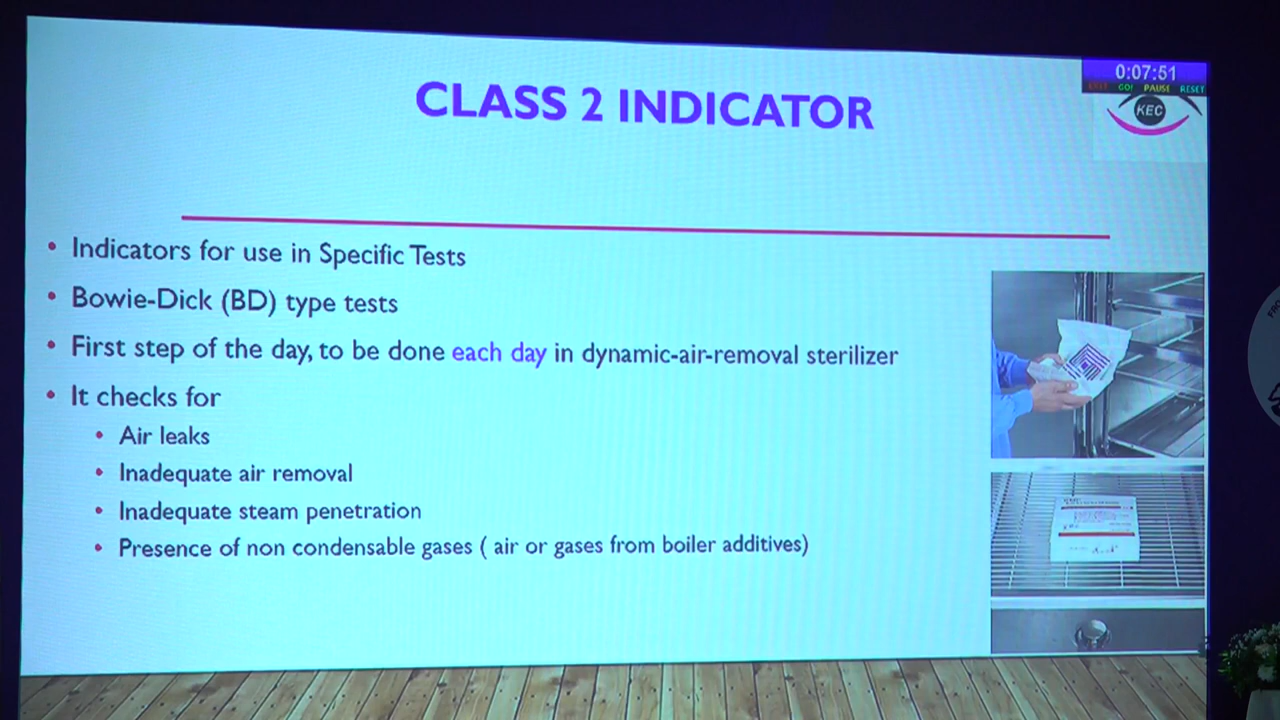 CLASS 2 INDICATOR
0:07:51
EXIT GO! PAUSE RESET
KEC
• Indicators for use in Specific Tests
• Bowie-Dick (BD) type tests
• First step of the day, to be done each day in dynamic-air-removal sterilizer
• It checks for
• Air leaks
• Inadequate air removal
• Inadequate steam penetration
• Presence of non condensable gases ( air or gases from boiler additives)